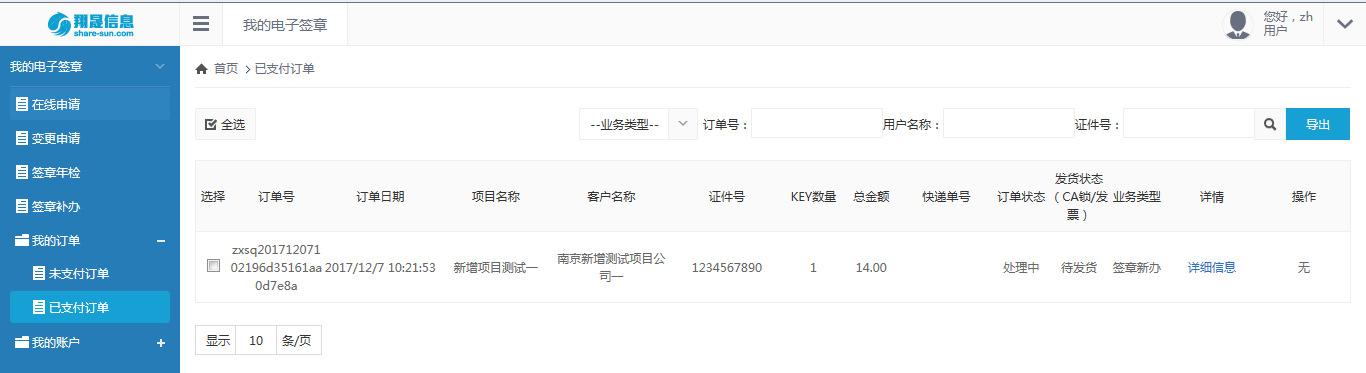 翔晟信息
share-sun.com
我的电子签章
您好，zh
用户
我的电子签章
在线申请
变更申请
签章年检
签章补办
我的订单
未支付订单
已支付订单
我的账户
首页 > 已支付订单
全选
--业务类型--
订单号：
用户名称：
证件号：
导出
选择
订单号
订单日期
项目名称
客户名称
证件号
KEY数量
总金额
快递单号
订单状态
发货状态
（CA锁/发
票）
业务类型
详情
操作
zxsq201712071
02196d35161aa
0d7e8a
2017/12/7 10:21:53
新增项目测试一
南京新增测试项目公
司一
1234567890
1
14.00
处理中
待发货
签章新办
详细信息
无
显示
10
条/页